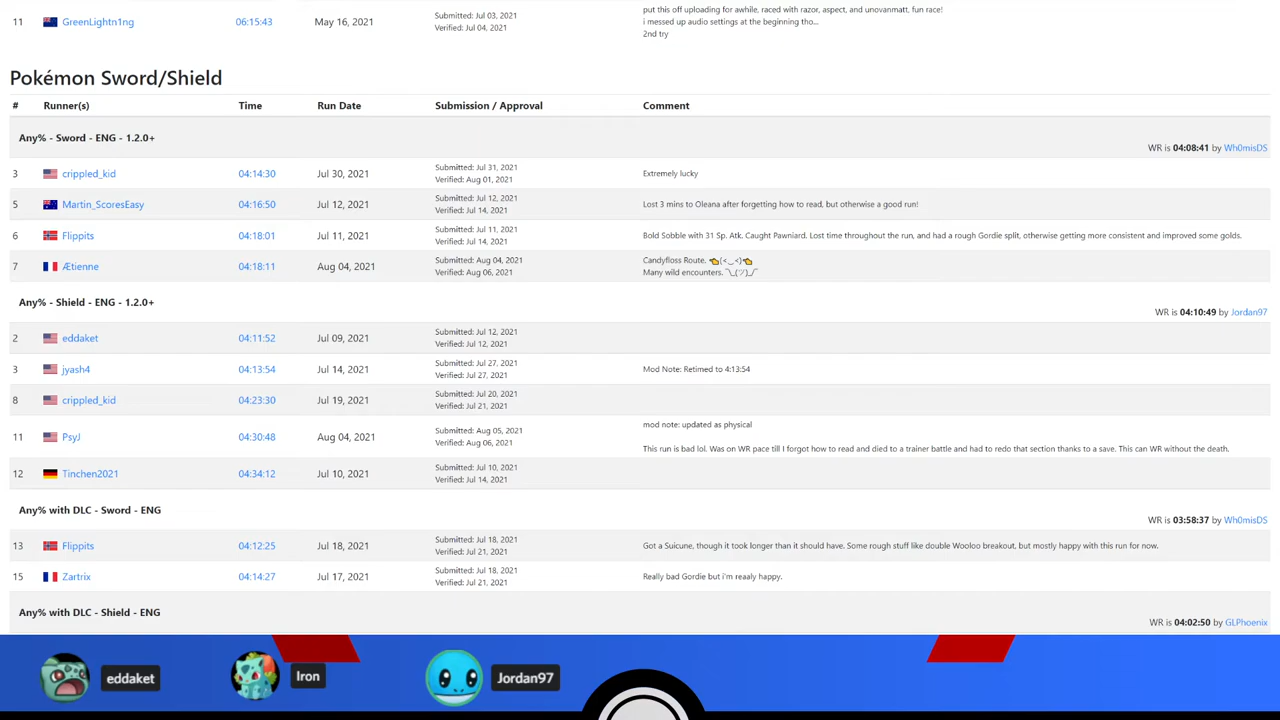 11 GreenLightn1ng 06:15:43 May 16, 2021 Submitted: Jul 03, 2021
Verified: Jul 04, 2021
put this off uploading for awhile, raced with razor, aspect, and unovanmatt, fun race!
i messed up audio settings at the beginning tho...
2nd try
Pokémon Sword/Shield
# Runner(s) Time Run Date Submission / Approval Comment
Any% - Sword - ENG - 1.2.0+
WR is 04:08:41 by Wh0misDS
3 crippled_kid 04:14:30 Jul 30, 2021 Submitted: Jul 31, 2021
Verified: Aug 01, 2021
Extremely lucky
5 Martin_ScoresEasy 04:16:50 Jul 12, 2021 Submitted: Jul 12, 2021
Verified: Jul 14, 2021
Lost 3 mins to Oleana after forgetting how to read, but otherwise a good run!
6 Flippits 04:18:01 Jul 11, 2021 Submitted: Jul 11, 2021
Verified: Jul 14, 2021
Bold Sobble with 31 Sp. Atk. Caught Pawniard. Lost time throughout the run, and had a rough Gordie split, otherwise getting more consistent and improved some golds.
7 Ætienne 04:18:11 Aug 04, 2021 Submitted: Aug 04, 2021
Verified: Aug 06, 2021
Candyfloss Route. 👈(<‿<)👈
Many wild encounters. ¯\_(ツ)_/¯
Any% - Shield - ENG - 1.2.0+
WR is 04:10:49 by Jordan97
2 eddaket 04:11:52 Jul 09, 2021 Submitted: Jul 12, 2021
Verified: Jul 12, 2021
3 jyash4 04:13:54 Jul 14, 2021 Submitted: Jul 27, 2021
Verified: Jul 27, 2021
Mod Note: Retimed to 4:13:54
8 crippled_kid 04:23:30 Jul 19, 2021 Submitted: Jul 20, 2021
Verified: Jul 21, 2021
11 PsyJ 04:30:48 Aug 04, 2021 Submitted: Aug 05, 2021
Verified: Aug 06, 2021
mod note: updated as physical
This run is bad lol. Was on WR pace till I forgot how to read and died to a trainer battle and had to redo that section thanks to a save. This can WR without the death.
12 Tinchen2021 04:34:12 Jul 10, 2021 Submitted: Jul 10, 2021
Verified: Jul 14, 2021
Any% with DLC - Sword - ENG
WR is 03:58:37 by Wh0misDS
13 Flippits 04:12:25 Jul 18, 2021 Submitted: Jul 18, 2021
Verified: Jul 21, 2021
Got a Suicune, though it took longer than it should have. Some rough stuff like double Wooloo breakout, but mostly happy with this run for now.
15 Zartrix 04:14:27 Jul 17, 2021 Submitted: Jul 18, 2021
Verified: Jul 21, 2021
Really bad Gordie but i'm reaaly happy.
Any% with DLC - Shield - ENG
WR is 04:02:50 by GLPhoenix
eddaket Iron Jordan97